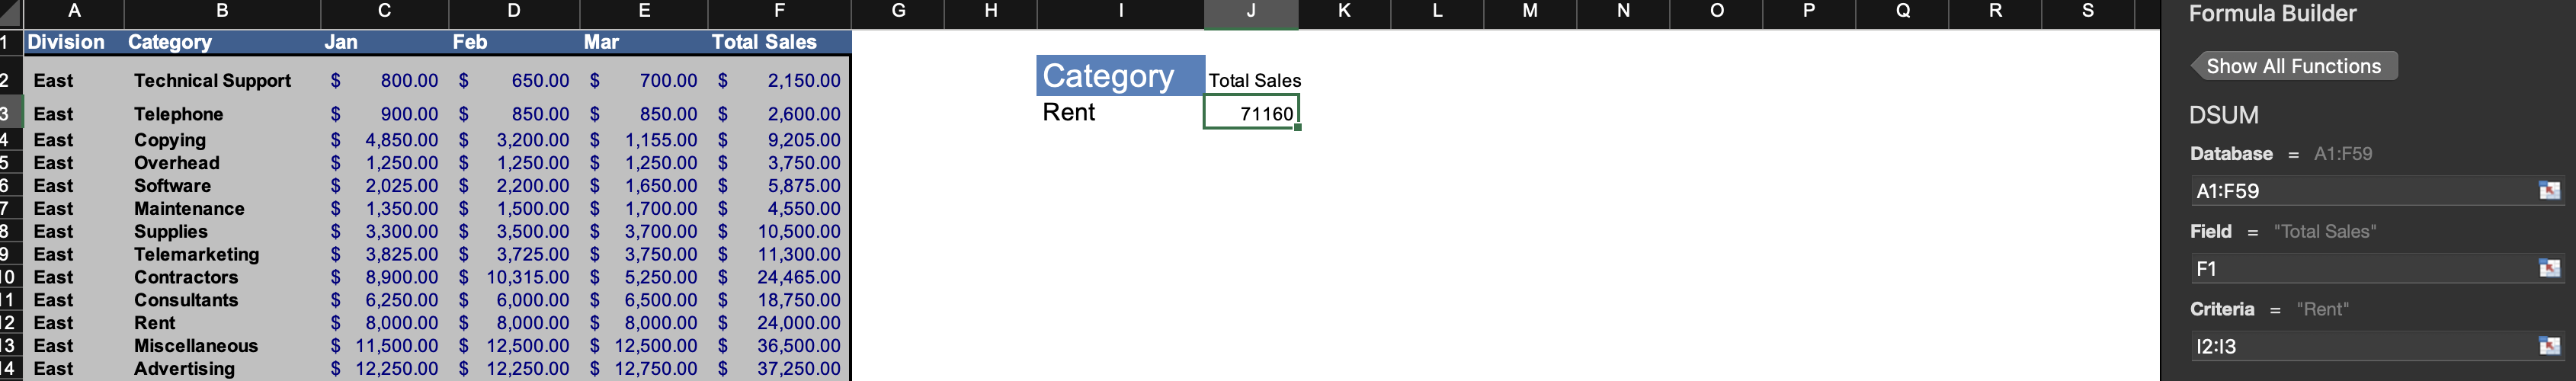 A B C D E F G H I J K L M N O P Q R S
1 Division Category Jan Feb Mar Total Sales
2 East Technical Support $ 800.00 $ 650.00 $ 700.00 $ 2,150.00 Category Total Sales
3 East Telephone $ 900.00 $ 850.00 $ 850.00 $ 2,600.00 Rent 71160
4 East Copying $ 4,850.00 $ 3,200.00 $ 1,155.00 $ 9,205.00
5 East Overhead $ 1,250.00 $ 1,250.00 $ 1,250.00 $ 3,750.00
6 East Software $ 2,025.00 $ 2,200.00 $ 1,650.00 $ 5,875.00
7 East Maintenance $ 1,350.00 $ 1,500.00 $ 1,700.00 $ 4,550.00
8 East Supplies $ 3,300.00 $ 3,500.00 $ 3,700.00 $ 10,500.00
9 East Telemarketing $ 3,825.00 $ 3,725.00 $ 3,750.00 $ 11,300.00
10 East Contractors $ 8,900.00 $ 10,315.00 $ 5,250.00 $ 24,465.00
11 East Consultants $ 6,250.00 $ 6,000.00 $ 6,500.00 $ 18,750.00
12 East Rent $ 8,000.00 $ 8,000.00 $ 8,000.00 $ 24,000.00
13 East Miscellaneous $ 11,500.00 $ 12,500.00 $ 12,500.00 $ 36,500.00
14 East Advertising $ 12,250.00 $ 12,250.00 $ 12,750.00 $ 37,250.00
Formula Builder
Show All Functions
DSUM
Database = A1:F59
A1:F59
Field = "Total Sales"
F1
Criteria = "Rent"
I2:I3